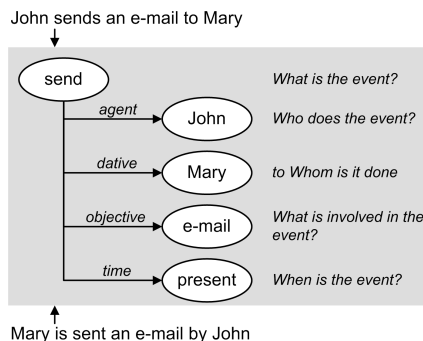 John sends an e-mail to Mary
send
What is the event?
agent
John
Who does the event?
dative
Mary
to Whom is it done
objective
e-mail
What is involved in the
event?
time
present
When is the event?
Mary is sent an e-mail by John